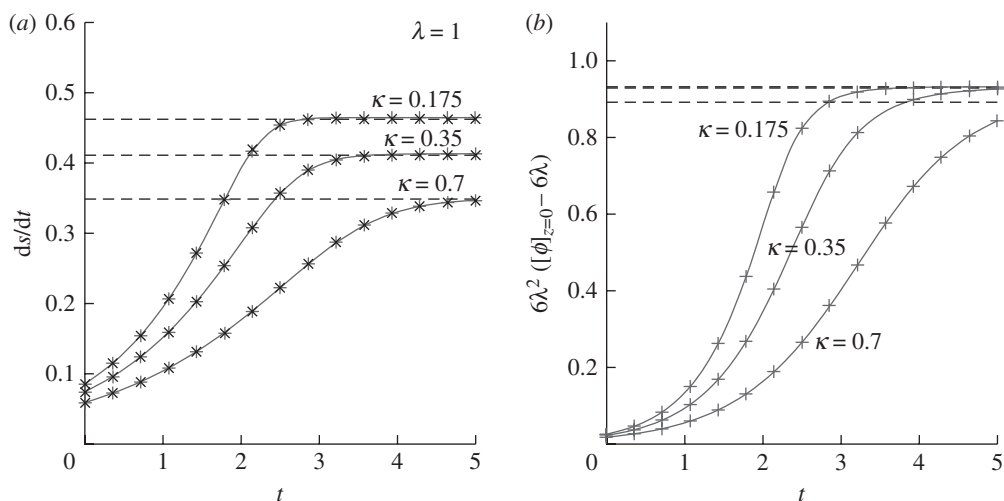 (a)
λ = 1
0.6
0.5
0.4
0.3
0.2
0.1
ds/dt
κ = 0.175
κ = 0.35
κ = 0.7
0 1 2 3 4 5
t
(b)
1.0
0.8
0.6
0.4
0.2
6λ² ([ϕ]z=0 – 6λ)
κ = 0.175
κ = 0.35
κ = 0.7
0 1 2 3 4 5
t